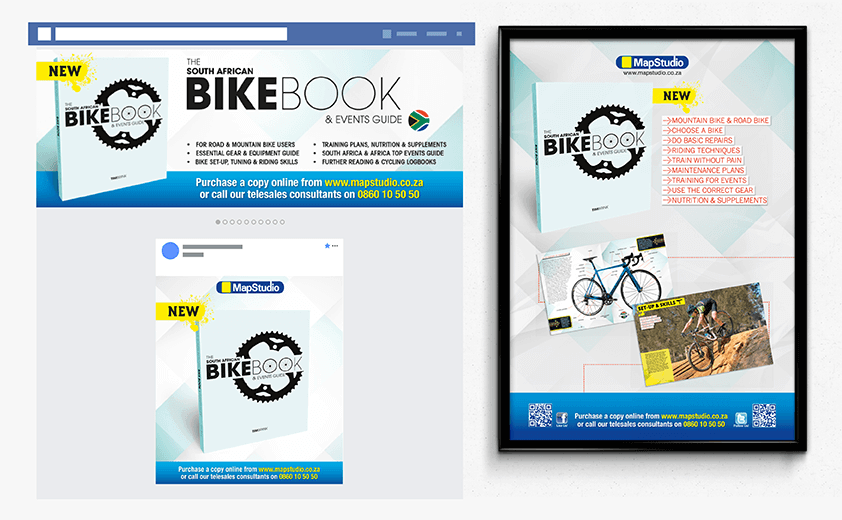 NEW
THE
SOUTH AFRICAN
BIKEBOOK
& EVENTS GUIDE
THE
SOUTH AFRICAN
BIKEBOOK
& EVENTS GUIDE
• FOR ROAD & MOUNTAIN BIKE USERS
• ESSENTIAL GEAR & EQUIPMENT GUIDE
• BIKE SET-UP, TUNING & RIDING SKILLS
• TRAINING PLANS, NUTRITION & SUPPLEMENTS
• SOUTH AFRICA & AFRICA TOP EVENTS GUIDE
• FURTHER READING & CYCLING LOGBOOKS
Purchase a copy online from www.mapstudio.co.za
or call our telesales consultants on 0860 10 50 50
MapStudio
NEW
THE
SOUTH AFRICAN
BIKEBOOK
& EVENTS GUIDE
Purchase a copy online from www.mapstudio.co.za
or call our telesales consultants on 0860 10 50 50
MapStudio
www.mapstudio.co.za
NEW
THE
SOUTH AFRICAN
BIKEBOOK
& EVENTS GUIDE
MOUNTAIN BIKE & ROAD BIKE
CHOOSE A BIKE
DO BASIC REPAIRS
RIDING TECHNIQUES
TRAIN WITHOUT PAIN
MAINTENANCE PLANS
TRAINING FOR EVENTS
USE THE CORRECT GEAR
NUTRITION & SUPPLEMENTS
SET-UP & SKILLS
Purchase a copy online from www.mapstudio.co.za
or call our telesales consultants on 0860 10 50 50